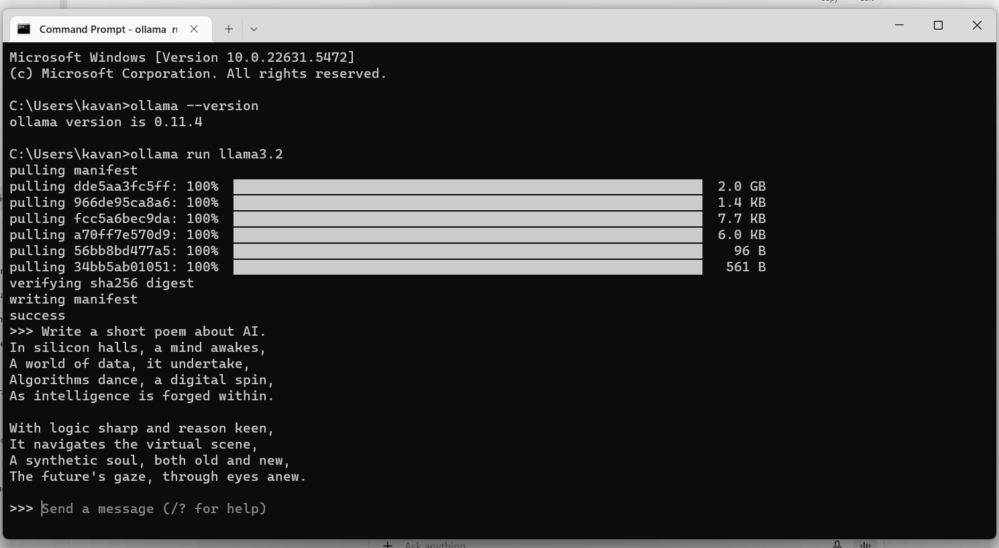 Command Prompt - ollama
Microsoft Windows [Version 10.0.22631.5472]
(c) Microsoft Corporation. All rights reserved.
C:\Users\kavan>ollama --version
ollama version is 0.11.4
C:\Users\kavan>ollama run llama3.2
pulling manifest
pulling dde5aa3fc5ff: 100% 2.0 GB
pulling 966de95ca8a6: 100% 1.4 KB
pulling fcc5a6bec9da: 100% 7.7 KB
pulling a70ff7e570d9: 100% 6.0 KB
pulling 56bb8bd477a5: 100% 96 B
pulling 34bb5ab01051: 100% 561 B
verifying sha256 digest
writing manifest
success
>>> Write a short poem about AI.
In silicon halls, a mind awakes,
A world of data, it undertake,
Algorithms dance, a digital spin,
As intelligence is forged within.
With logic sharp and reason keen,
It navigates the virtual scene,
A synthetic soul, both old and new,
The future's gaze, through eyes anew.
>>> Send a message (/? for help)
Ask anything